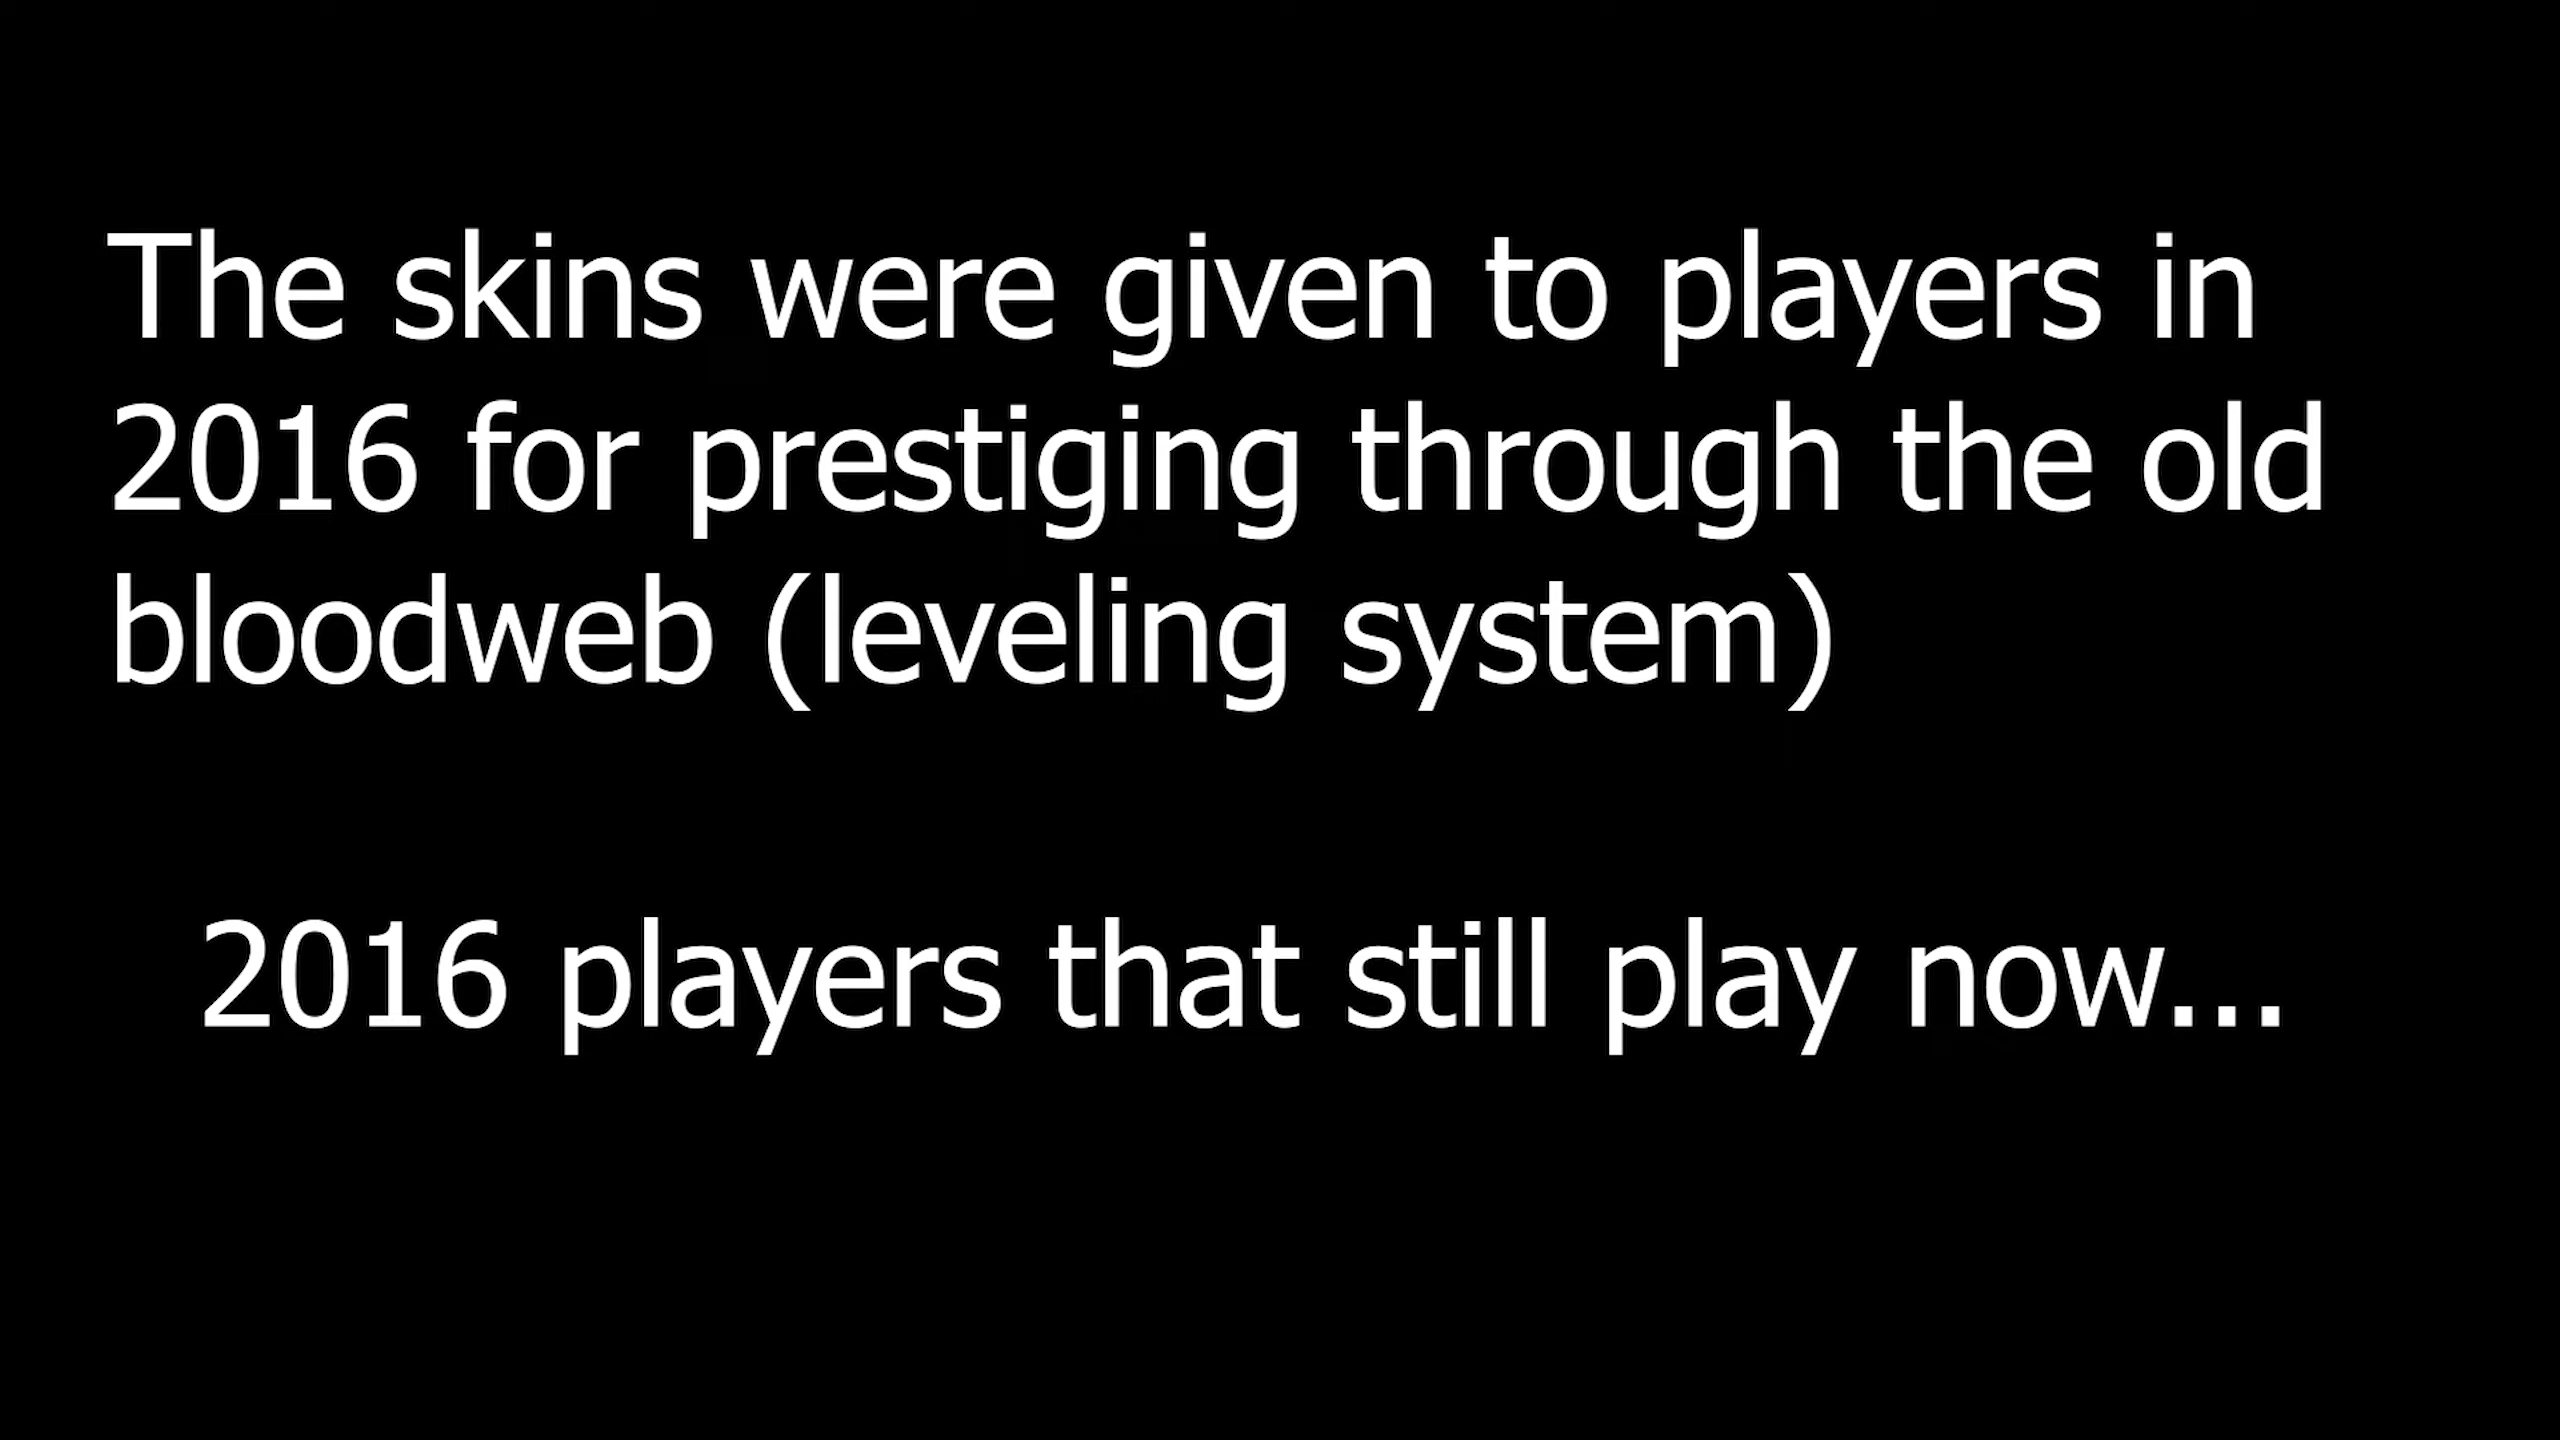 The skins were given to players in
2016 for prestiging through the old
bloodweb (leveling system)
2016 players that still play now...